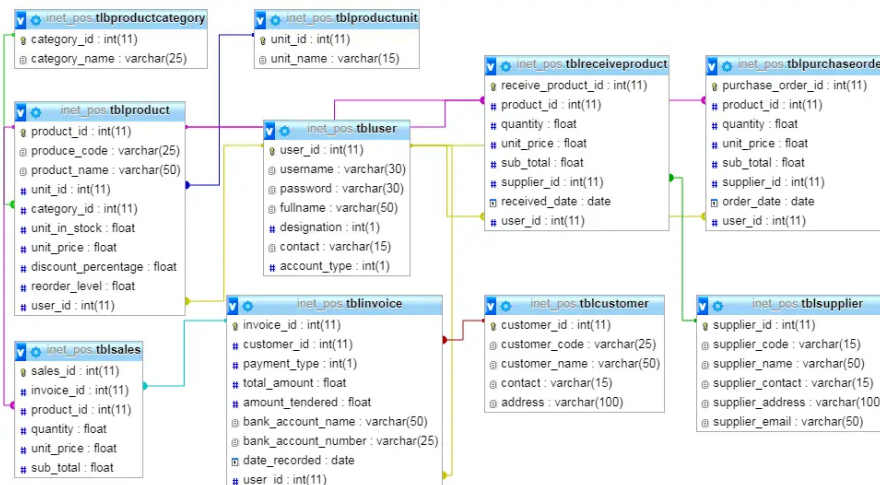 inet_pos.tlbproductcategory
category_id : int(11)
category_name : varchar(25)
inet_pos.tblproductunit
unit_id : int(11)
unit_name : varchar(15)
inet_pos.tblreceiveproduct
receive_product_id : int(11)
product_id : int(11)
quantity : float
unit_price : float
sub_total : float
supplier_id : int(11)
received_date : date
user_id : int(11)
inet_pos.tblpurchaseorde
purchase_order_id : int(11)
product_id : int(11)
quantity : float
unit_price : float
sub_total : float
supplier_id : int(11)
order_date : date
user_id : int(11)
inet_pos.tblproduct
product_id : int(11)
produce_code : varchar(25)
product_name : varchar(50)
unit_id : int(11)
category_id : int(11)
unit_in_stock : float
unit_price : float
discount_percentage : float
reorder_level : float
user_id : int(11)
inet_pos.tbluser
user_id : int(11)
username : varchar(30)
password : varchar(30)
fullname : varchar(50)
designation : int(1)
contact : varchar(15)
account_type : int(1)
inet_pos.tblsales
sales_id : int(11)
invoice_id : int(11)
product_id : int(11)
quantity : float
unit_price : float
sub_total : float
inet_pos.tblinvoice
invoice_id : int(11)
customer_id : int(11)
payment_type : int(1)
total_amount : float
amount_tendered : float
bank_account_name : varchar(50)
bank_account_number : varchar(25)
date_recorded : date
user_id : int(11)
inet_pos.tblcustomer
customer_id : int(11)
customer_code : varchar(25)
customer_name : varchar(50)
contact : varchar(15)
address : varchar(100)
inet_pos.tblsupplier
supplier_id : int(11)
supplier_code : varchar(15)
supplier_name : varchar(50)
supplier_contact : varchar(15)
supplier_address : varchar(100
supplier_email : varchar(50)